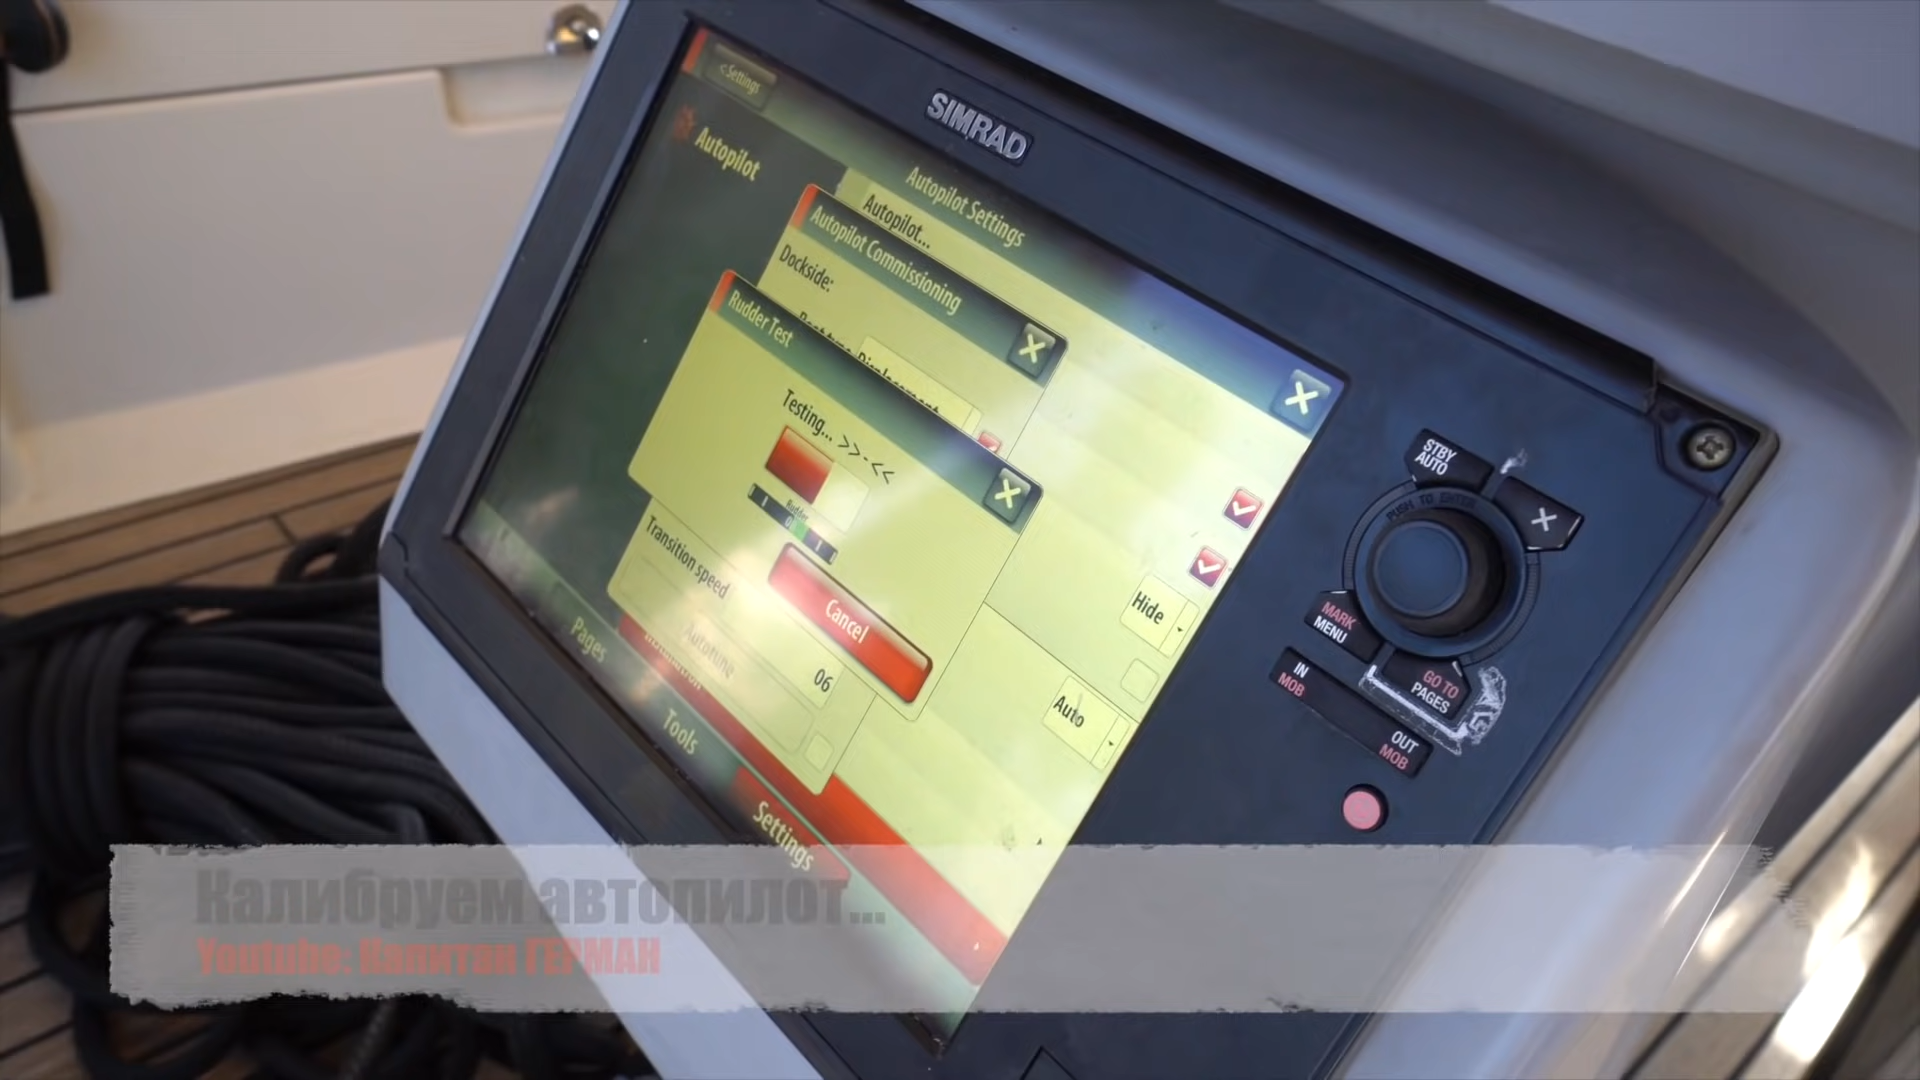 SIMRAD
< Settings
Autopilot
Autopilot Settings
Autopilot...
Autopilot Commissioning
Dockside:
Rudder Test
Testing... >>-<<
Rudder
Cancel
Transition speed
Autotune
06
Hide
Auto
Pages
Tools
Settings
STBY
AUTO
X
PUSH TO ENTER
MARK
MENU
GO TO
PAGES
IN
MOB
OUT
MOB
Калибруем автопилот...
Youtube: Капитан ГЕРМАН